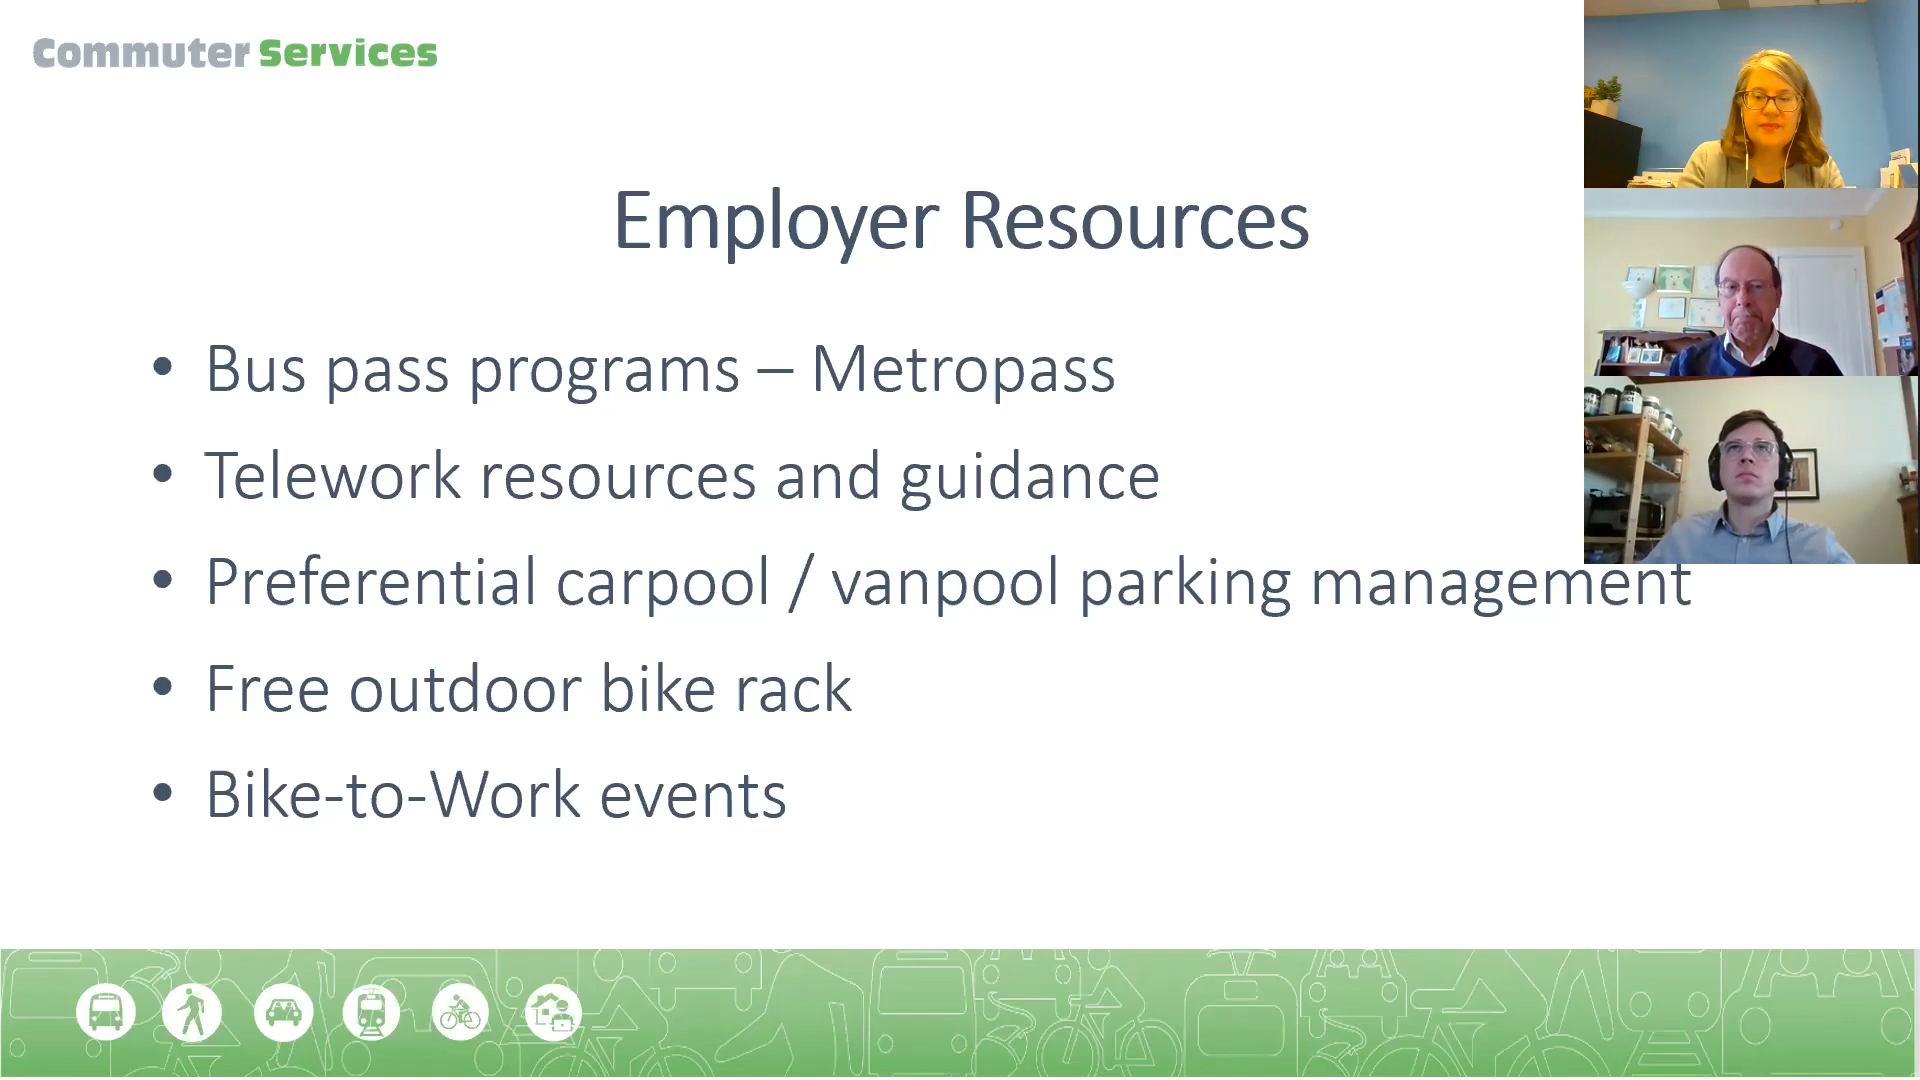 Commuter Services
Employer Resources
• Bus pass programs – Metropass
• Telework resources and guidance
• Preferential carpool / vanpool parking management
• Free outdoor bike rack
• Bike-to-Work events